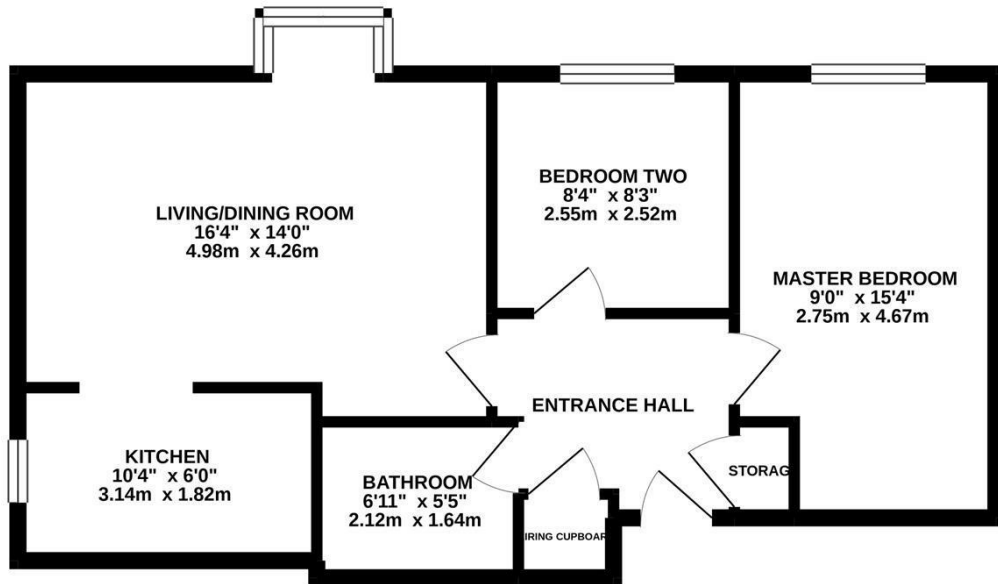 BEDROOM TWO
8'4" x 8'3"
2.55m x 2.52m
LIVING/DINING ROOM
16'4" x 14'0"
4.98m x 4.26m
MASTER BEDROOM
9'0" x 15'4"
2.75m x 4.67m
ENTRANCE HALL
KITCHEN
10'4" x 6'0"
3.14m x 1.82m
BATHROOM
6'11" x 5'5"
2.12m x 1.64m
STORAG
IRING CUPBOAR